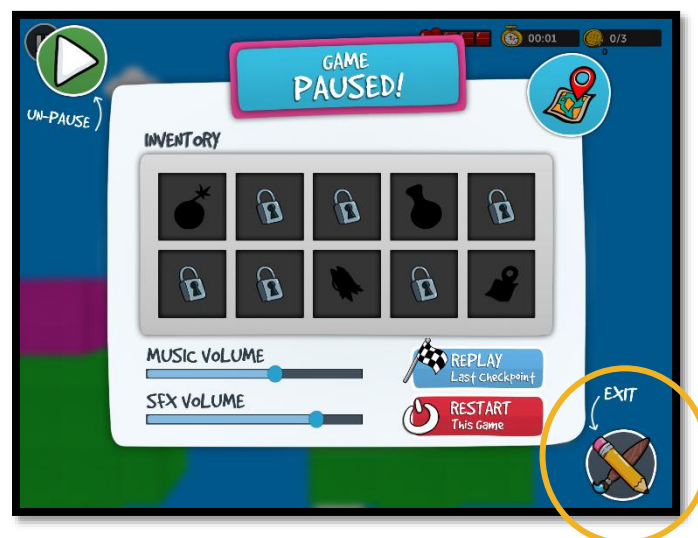 00:01
0/3
0
GAME
PAUSED!
UN-PAUSE
INVENTORY
MUSIC VOLUME
REPLAY
Last Checkpoint
SFX VOLUME
RESTART
This Game
EXIT